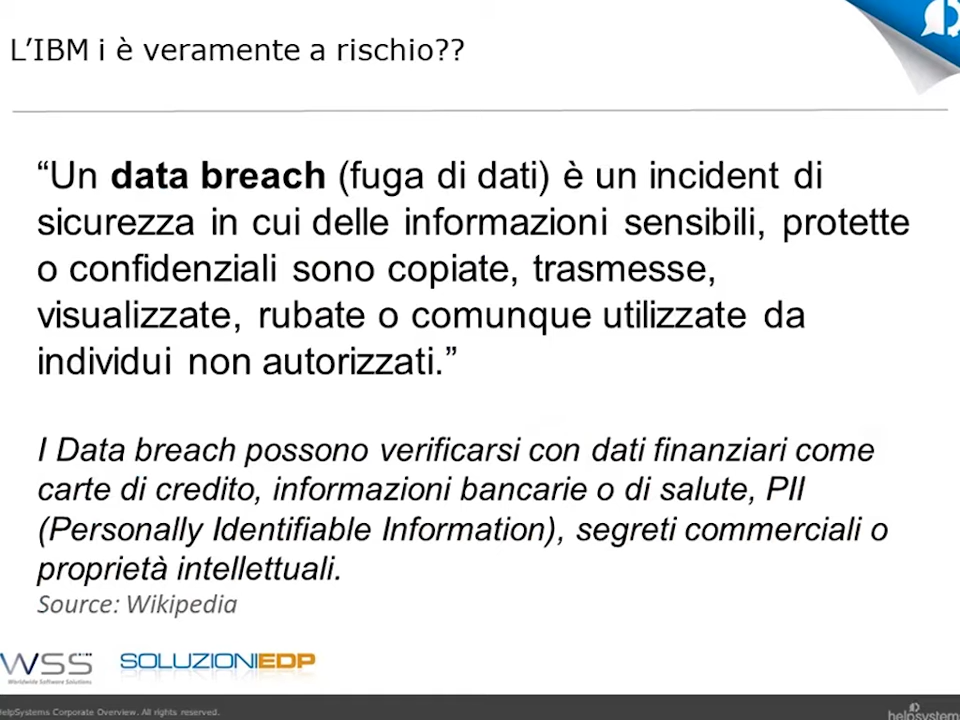 L’IBM i è veramente a rischio??
“Un data breach (fuga di dati) è un incident di
sicurezza in cui delle informazioni sensibili, protette
o confidenziali sono copiate, trasmesse,
visualizzate, rubate o comunque utilizzate da
individui non autorizzati.”
I Data breach possono verificarsi con dati finanziari come
carte di credito, informazioni bancarie o di salute, PII
(Personally Identifiable Information), segreti commerciali o
proprietà intellettuali.
Source: Wikipedia
WSS
Worldwide Software Solutions
SOLUZIONIEDP
HelpSystems Corporate Overview. All rights reserved.
helpsystems